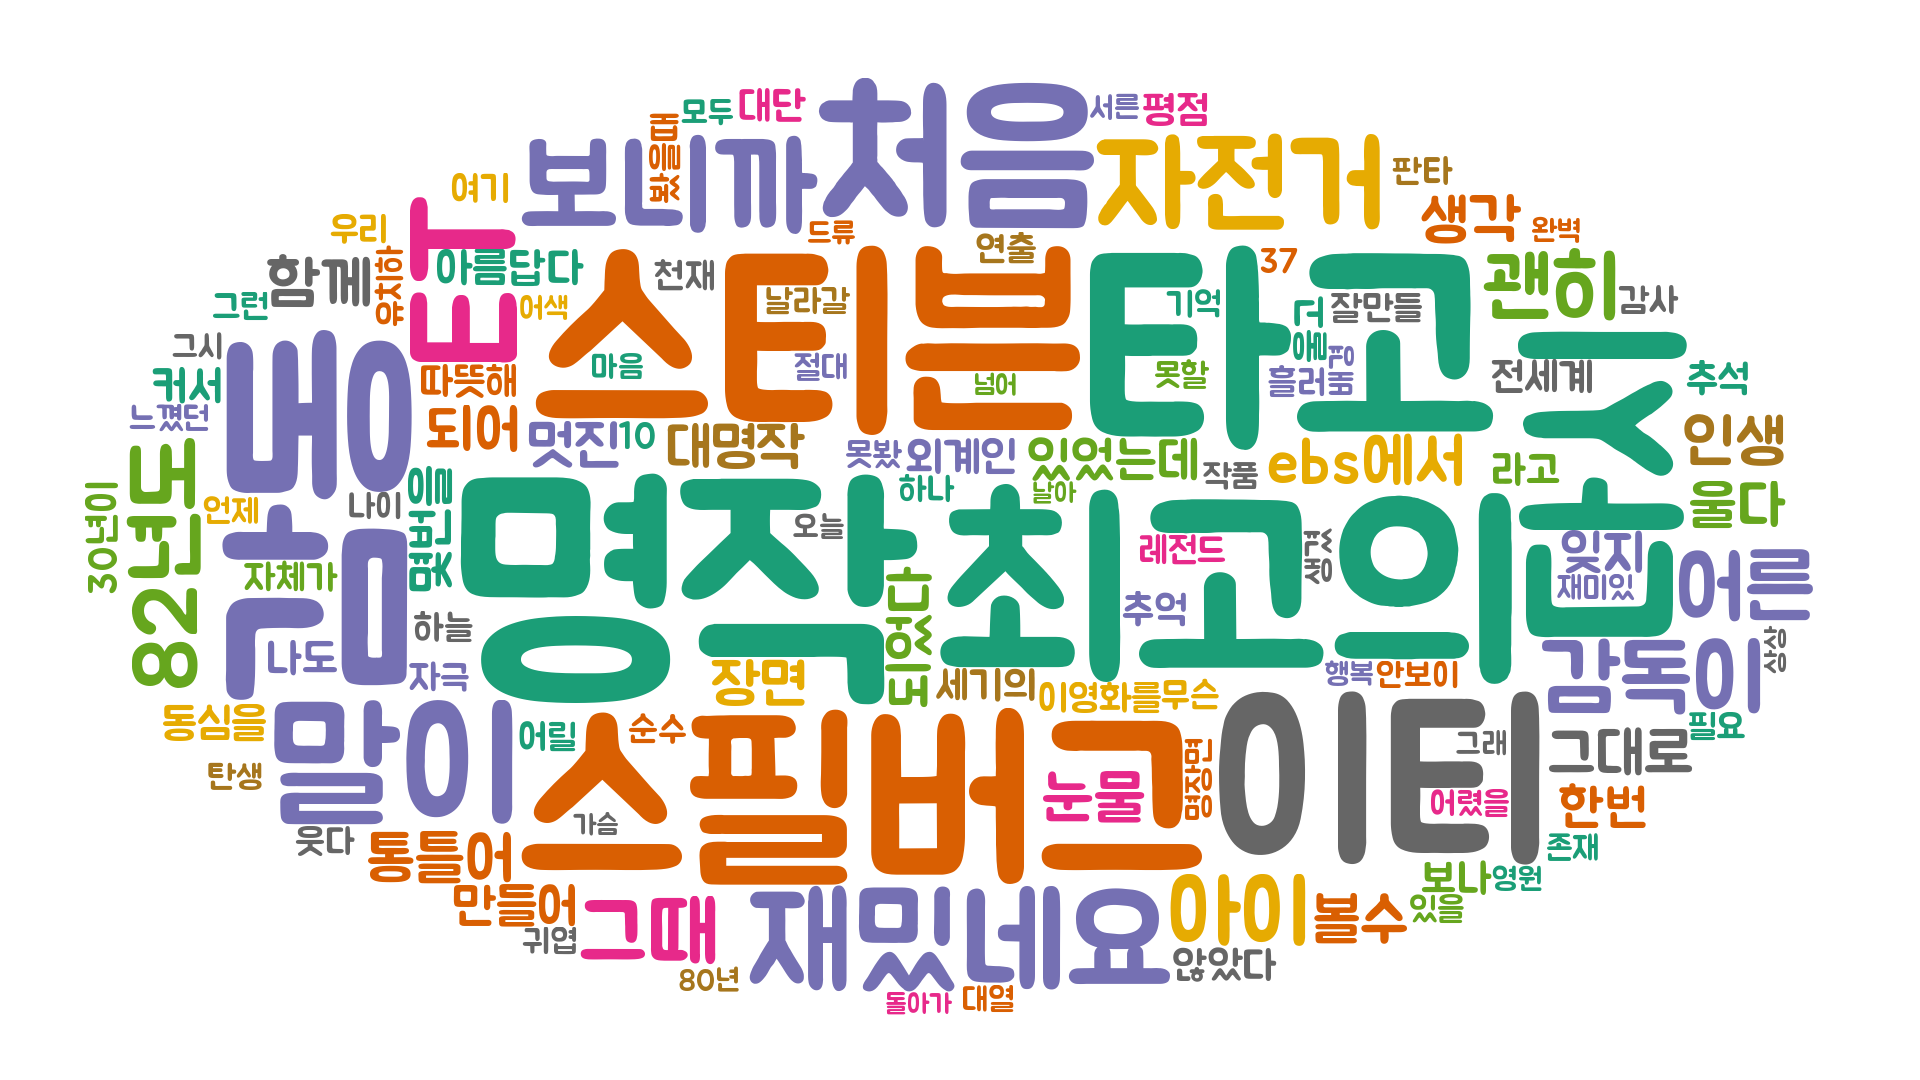 처음
서른
평점
모두
대단
봤을때
보니까
자전거
판타
여기
드류
생각
완벽
우리
ET
유치하
함께
아름답다
스티븐
천재
연출
타고
37
괜히
그런
어색
날라갈
기억
잘만들
감사
그시
동
마음
절대
못할
흘러도
전세계
추석
커서
따뜻해
넘어
느꼈던
되어
멋진
10
대명작
못봤
외계인
있었는데
ebs에서
라고
인생
82년도
몇번을
하나
날아
작품
울다
30년이
언제
나이
명작
오늘
최고의
레전드
잊지
재미있
어른
자체가
감
되었다
추억
하늘
나도
자극
장면
세기의
이영화를
무슨
행복
안보이
감독이
상상
동심을
말이
어릴
순수
스필버그
명장면
이티
그래
그대로
필요
탄생
눈물
어렸을
한번
웃다
가슴
통틀어
존재
만들어
보나
영원
그때
재밌네요
아이
볼수
있을
귀엽
않았다
80년
돌아가
대열